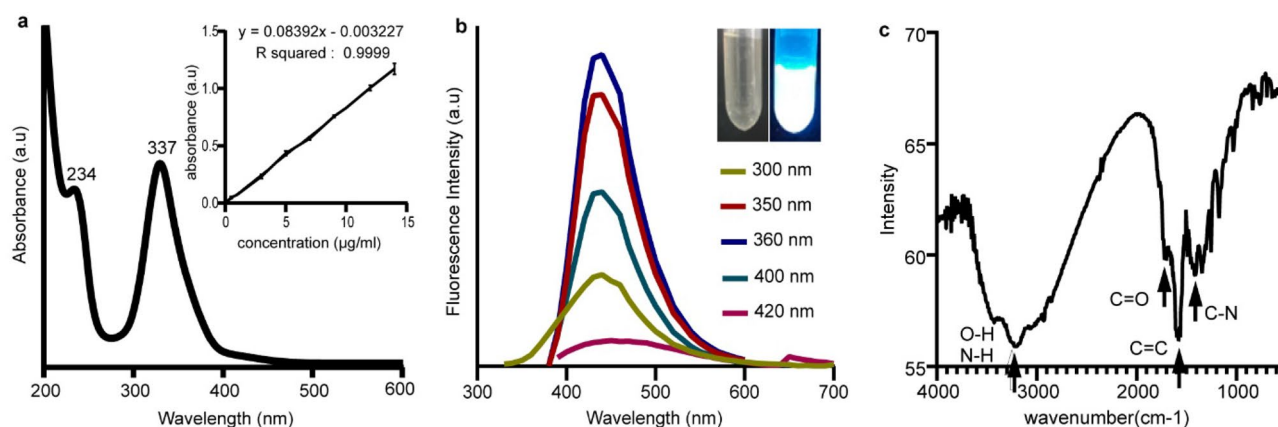 a
y = 0.08392x - 0.003227
R squared : 0.9999
absorbance (a.u)
1.5
1.0
0.5
0.0
0
5
10
15
concentration (µg/ml)
234
337
Absorbance (a.u)
200
300
400
500
600
Wavelength (nm)
b
Fluorescence Intensity (a.u)
300 nm
350 nm
360 nm
400 nm
420 nm
300
400
500
600
700
Wavelength (nm)
c
Intensity
70
65
60
55
C=O
C-N
O-H
N-H
C=C
4000
3000
2000
1000
wavenumber(cm-1)